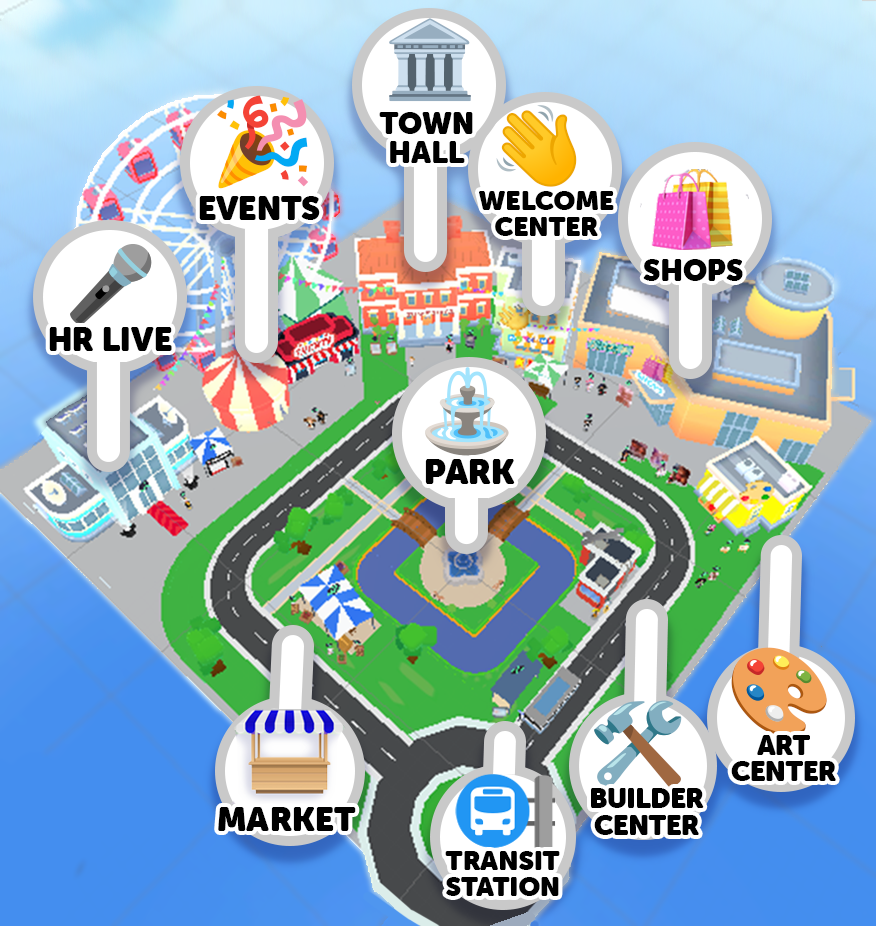 TOWN
HALL
EVENTS
WELCOME
CENTER
SHOPS
HR LIVE
PARK
ART
CENTER
BUILDER
CENTER
MARKET
TRANSIT
STATION